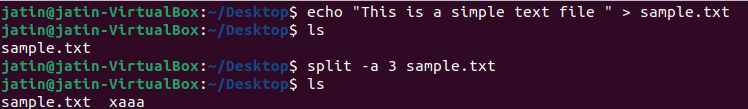 jatin@jatin-VirtualBox:~/Desktop$ echo "This is a simple text file " > sample.txt
jatin@jatin-VirtualBox:~/Desktop$ ls
sample.txt
jatin@jatin-VirtualBox:~/Desktop$ split -a 3 sample.txt
jatin@jatin-VirtualBox:~/Desktop$ ls
sample.txt  xaaa